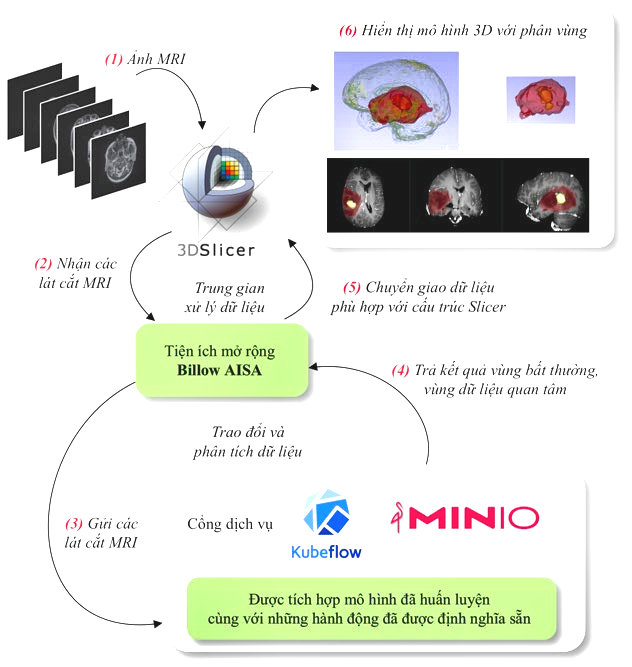 (6) Hiển thị mô hình 3D với phân vùng
(1) Ảnh MRI
3DSlicer
(2) Nhận các
lát cắt MRI
Trung gian
xử lý dữ liệu
(5) Chuyển giao dữ liệu
phù hợp với cấu trúc Slicer
Tiện ích mở rộng
Billow AISA
(4) Trả kết quả vùng bất thường,
vùng dữ liệu quan tâm
Trao đổi và
phân tích dữ liệu
(3) Gửi các
lát cắt MRI
Cổng dịch vụ
Kubeflow
MINIO
Được tích hợp mô hình đã huấn luyện
cùng với những hành động đã được định nghĩa sẵn